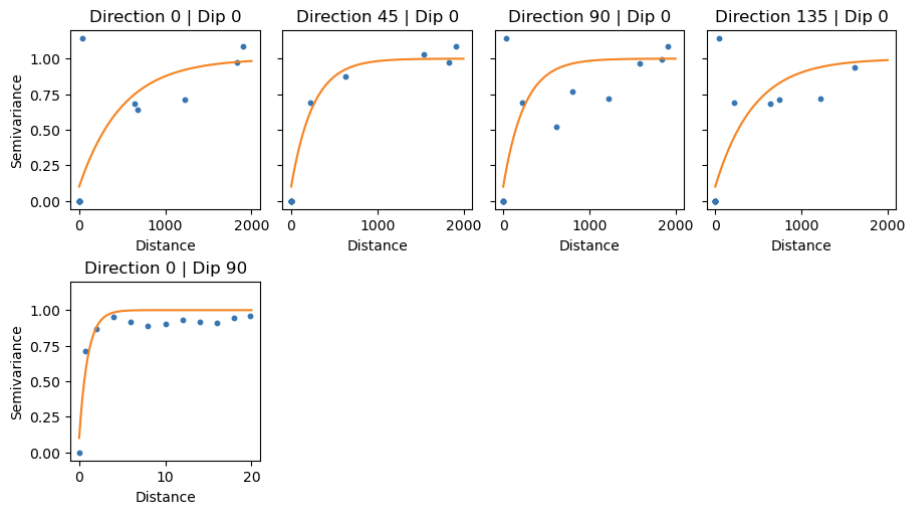 Direction 0 | Dip 0
Direction 45 | Dip 0
Direction 90 | Dip 0
Direction 135 | Dip 0
Semivariance
1.00
0.75
0.50
0.25
0.00
0 1000 2000
0 1000 2000
0 1000 2000
0 1000 2000
Distance
Distance
Distance
Distance
Direction 0 | Dip 90
Semivariance
1.00
0.75
0.50
0.25
0.00
0 10 20
Distance